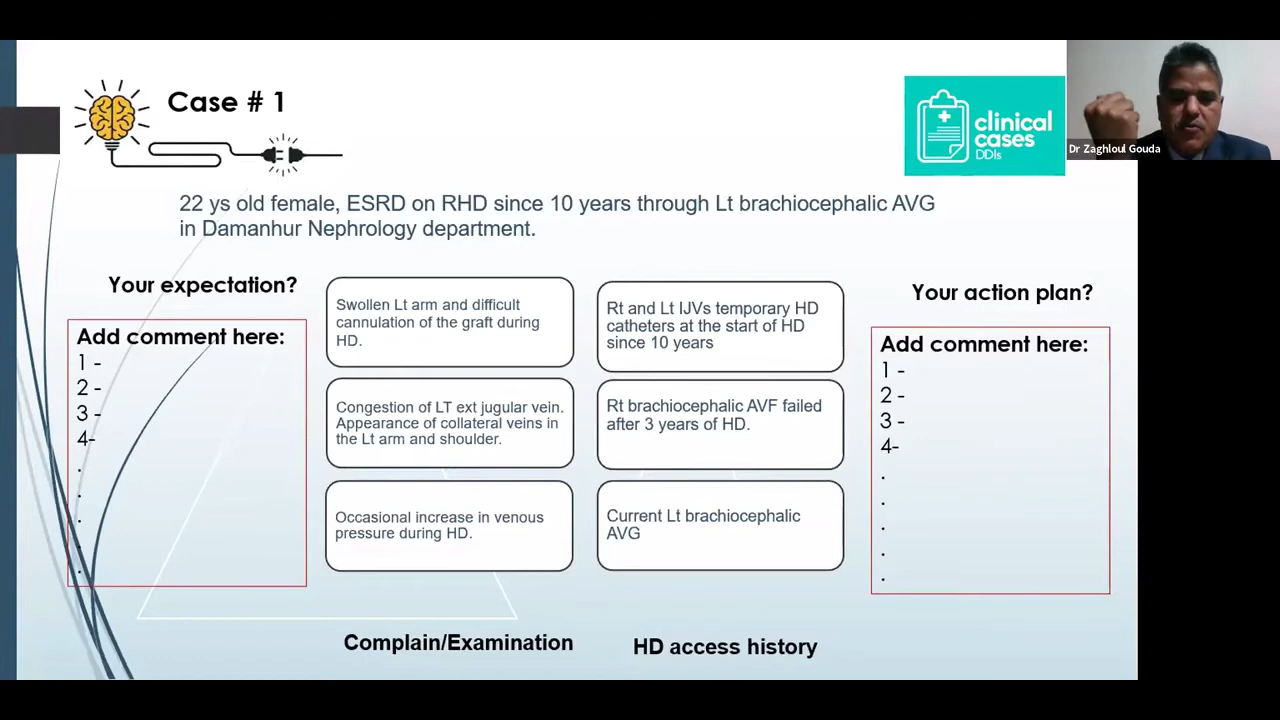 Case # 1
clinical
cases
DDIs
Dr Zaghloul Gouda
22 ys old female, ESRD on RHD since 10 years through Lt brachiocephalic AVG
in Damanhur Nephrology department.
Your expectation?
Add comment here:
1 -
2 -
3 -
4-
.
.
.
.
.
Swollen Lt arm and difficult
cannulation of the graft during
HD.
Congestion of LT ext jugular vein.
Appearance of collateral veins in
the Lt arm and shoulder.
Occasional increase in venous
pressure during HD.
Complain/Examination
Rt and Lt IJVs temporary HD
catheters at the start of HD
since 10 years
Rt brachiocephalic AVF failed
after 3 years of HD.
Current Lt brachiocephalic
AVG
HD access history
Your action plan?
Add comment here:
1 -
2 -
3 -
4-
.
.
.
.
.